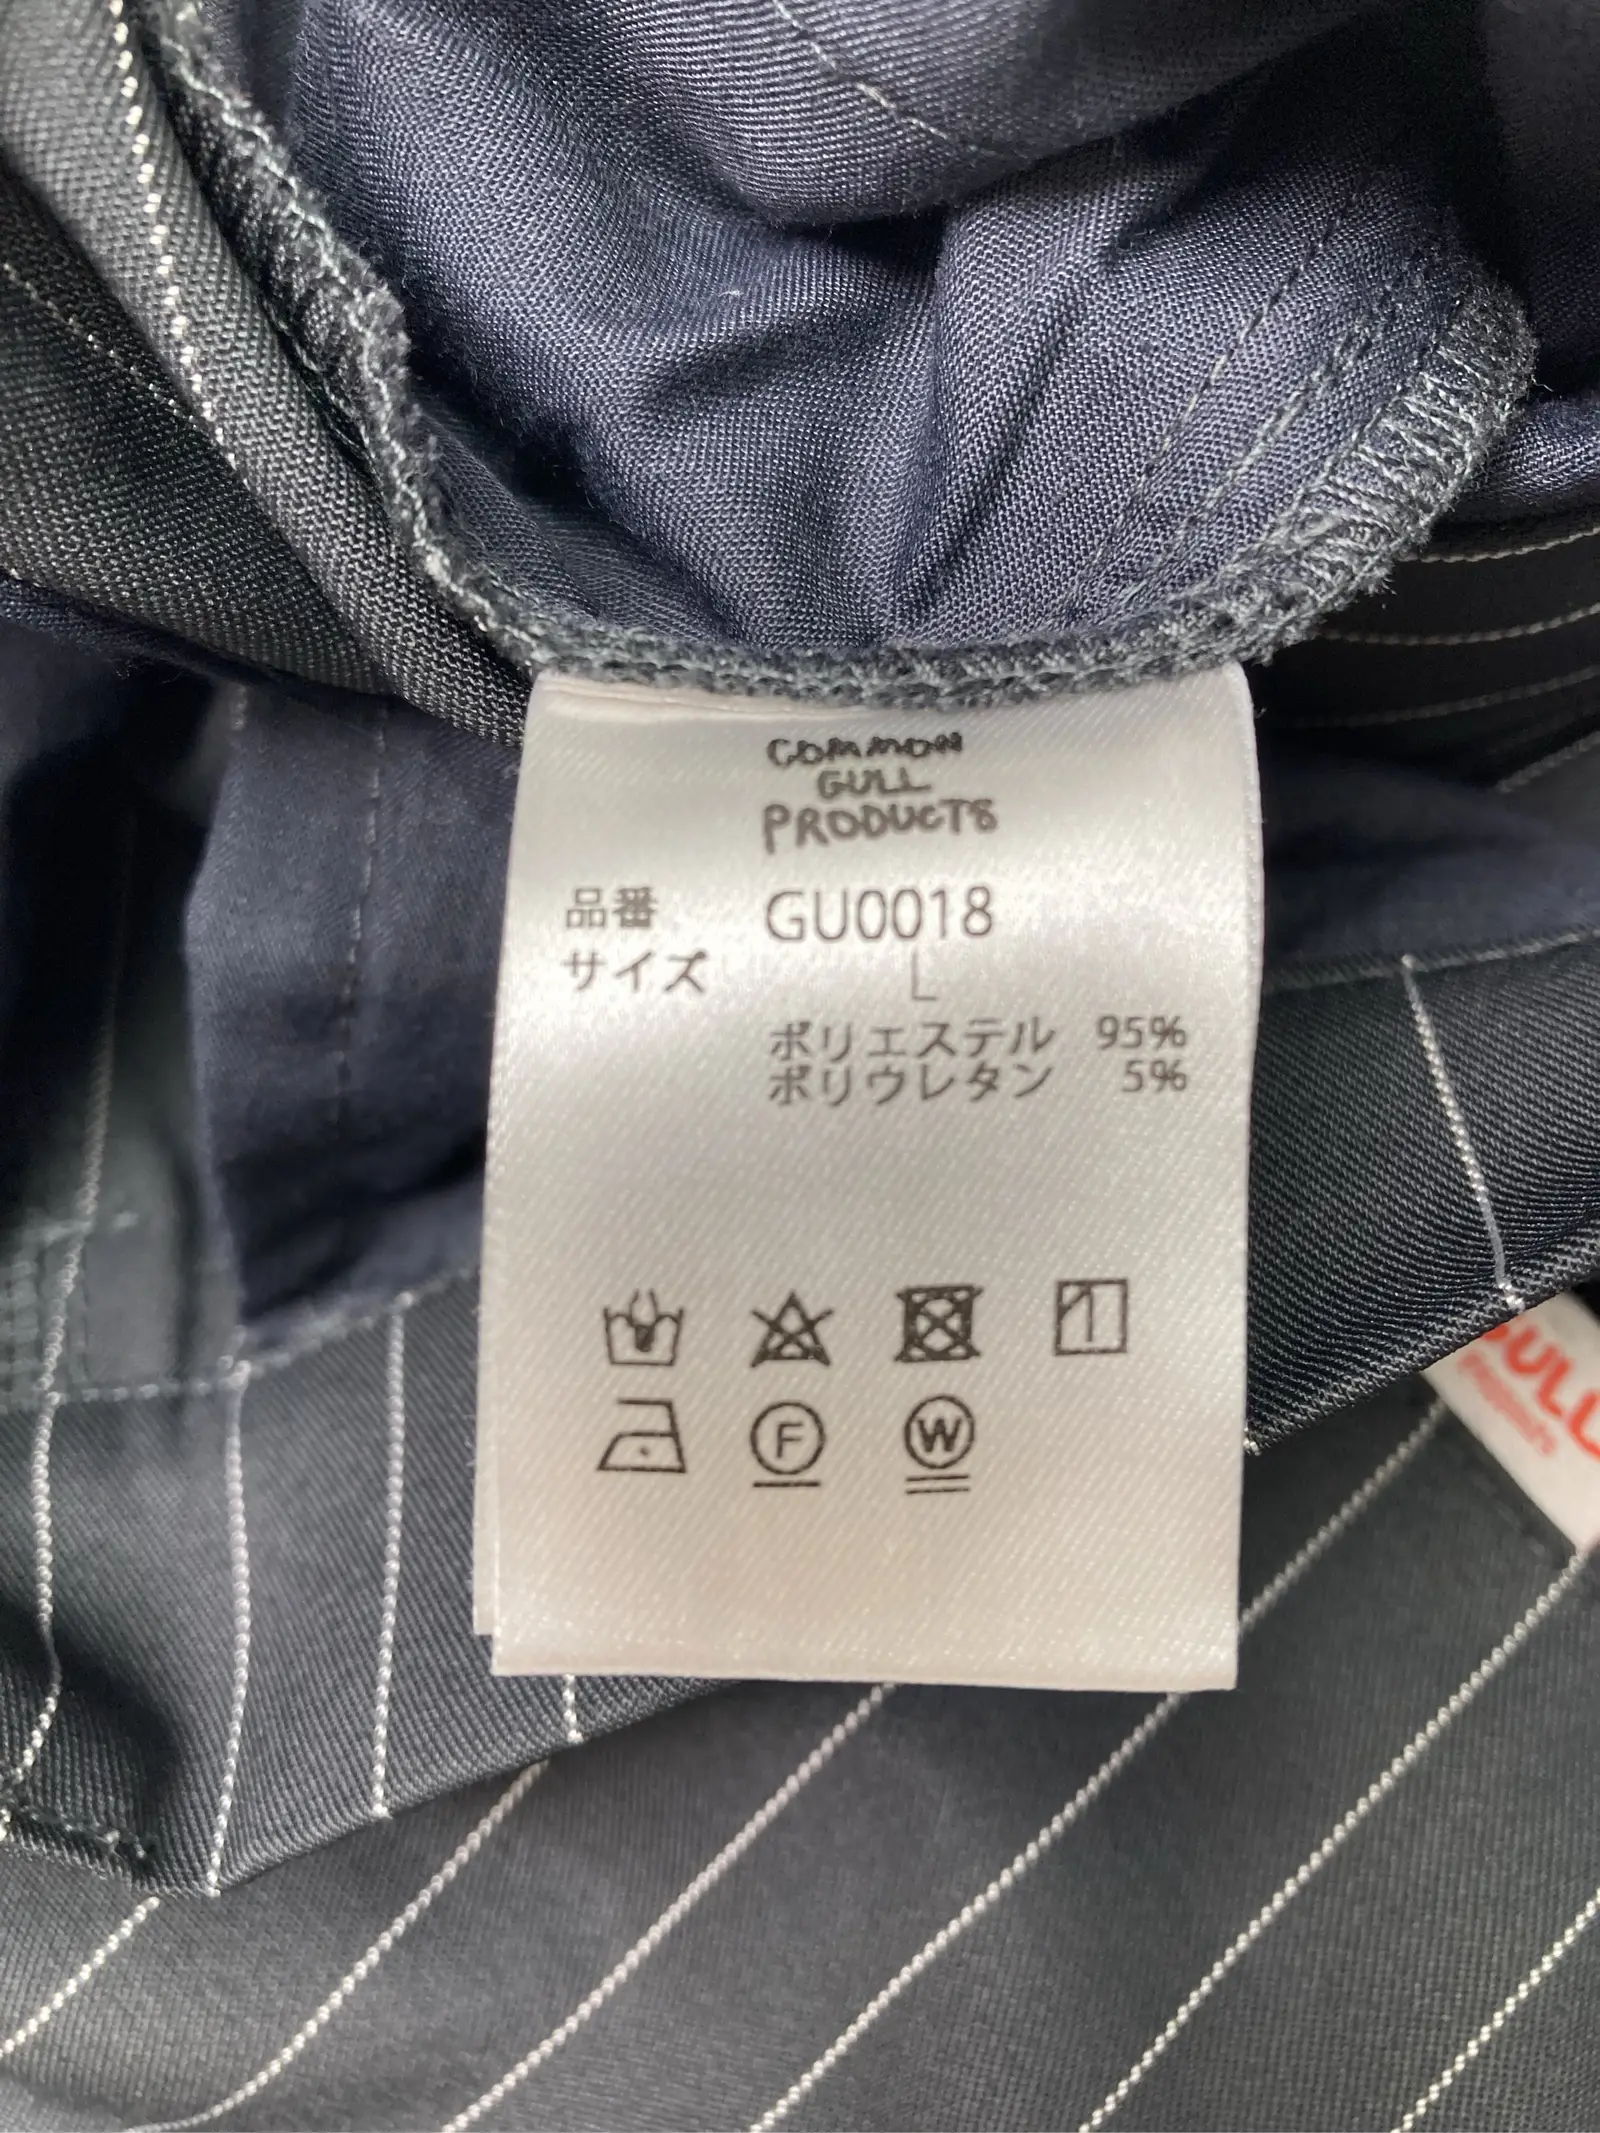 COMMON
GULL
PRODUCTS
品番 GU0018
サイズ L
ポリエステル 95%
ポリウレタン 5%
F W
GULL